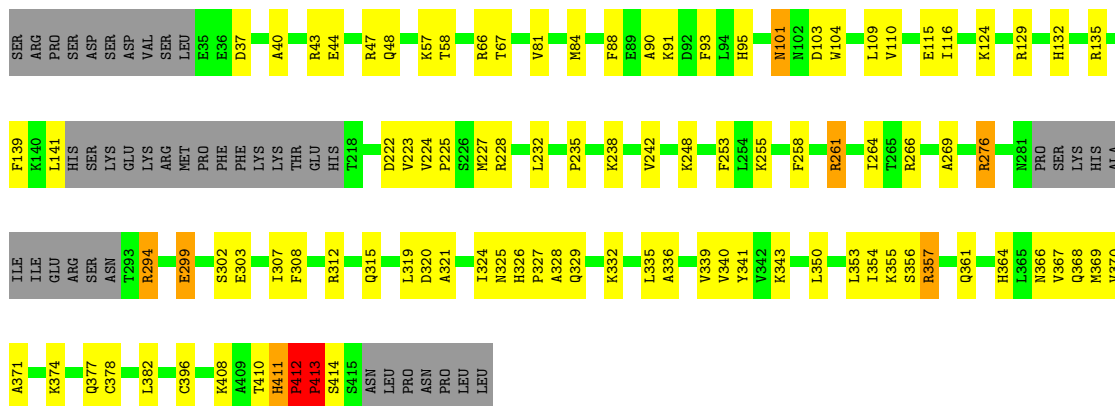 SER ARG PRO SER ASP SER ASP VAL SER LEU E35 E36 D37 A40 R43 E44 R47 Q48 K57 T58 R66 T67 V81 M84 F88 E89 A90 K91 D92 F93 L94 H95 N101 N102 D103 W104 L109 V110 E115 I116 K124 R129 H132 R135
F139 K140 L141 HIS SER LYS GLU LYS ARG MET PRO PHE PHE LYS LYS THR GLU HIS T218 D222 V223 V224 P225 S226 M227 R228 L232 P235 K238 V242 K248 F253 L254 K255 F258 R261 I264 T265 R266 A269 R276 N281 PRO SER LYS HIS ALA
ILE ILE GLU ARG SER ASN T293 R294 E299 S302 E303 I307 F308 R312 Q315 L319 D320 A321 I324 N325 H326 P327 A328 Q329 K332 L335 A336 V339 V340 Y341 V342 K343 L350 L353 I354 K355 S356 R357 Q361 H364 L365 N366 V367 Q368 M369
A371 K374 Q377 C378 L382 C396 K408 A409 T410 H411 P412 P413 S414 S415 ASN LEU PRO ASN PRO LEU LEU